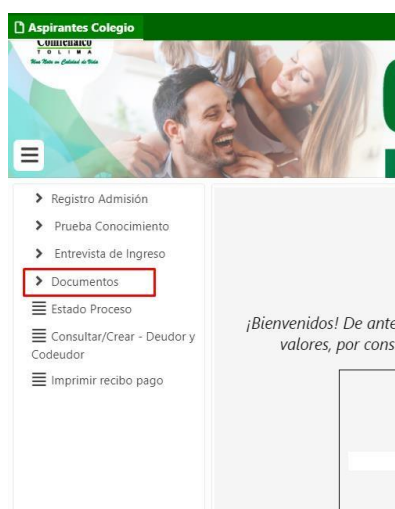 Aspirantes Colegio
Comfenalco
TOLIMA
Registro Admisión
Prueba Conocimiento
Entrevista de Ingreso
Documentos
Estado Proceso
Consultar/Crear - Deudor y
Codeudor
Imprimir recibo pago
¡Bienvenidos! De ante
valores, por cons